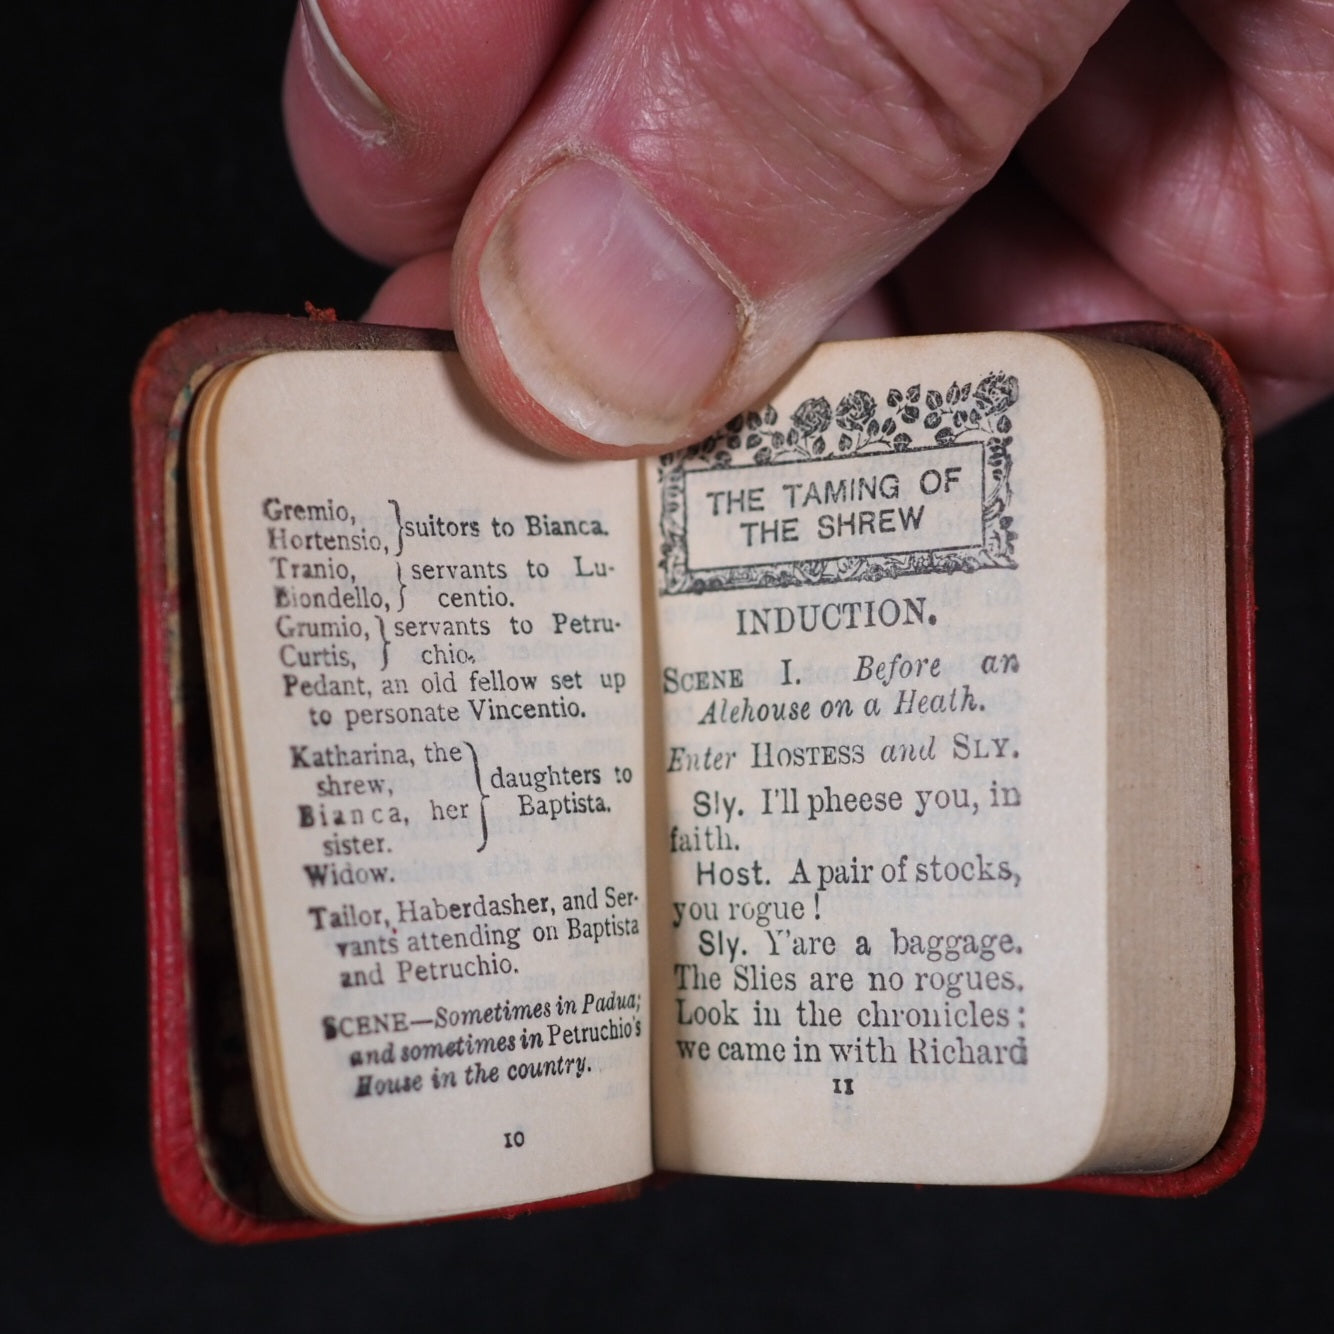 Gremio,
Hortensio, } suitors to Bianca.
Tranio, } servants to Lu-
Biondello, } centio.
Grumio, } servants to Petru-
Curtis, } chio.
Pedant, an old fellow set up
to personate Vincentio.
Katharina, the
shrew, } daughters to
Bianca, her } Baptista.
sister.
Widow.
Tailor, Haberdasher, and Ser-
vants attending on Baptista
and Petruchio.
SCENE—Sometimes in Padua;
and sometimes in Petruchio's
House in the country.
10
THE TAMING OF
THE SHREW
INDUCTION.
SCENE I. Before an
Alehouse on a Heath.
Enter HOSTESS and SLY.
Sly. I'll pheese you, in
faith.
Host. A pair of stocks,
you rogue!
Sly. Y'are a baggage.
The Slies are no rogues.
Look in the chronicles;
we came in with Richard
11